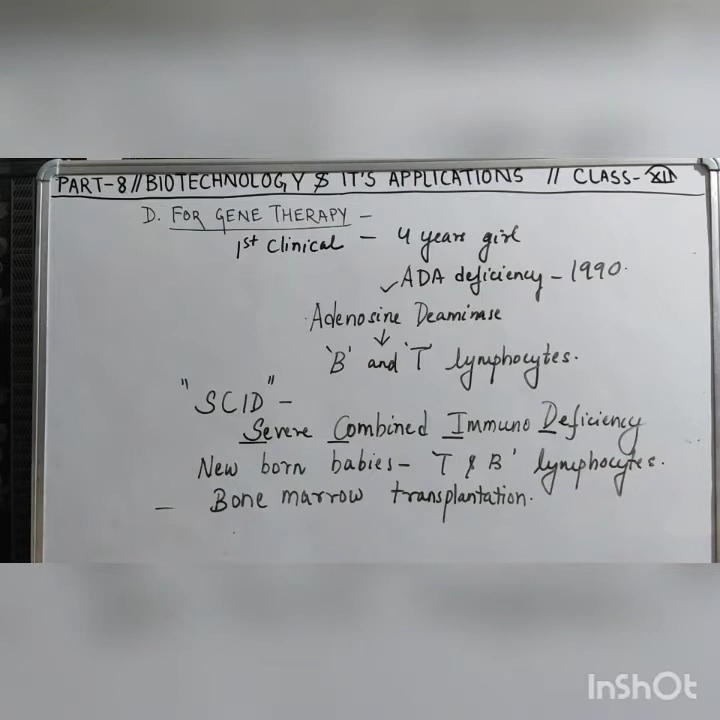 PART-8//BIOTECHNOLOGY & IT'S APPLICATIONS // CLASS-XII
D. FOR GENE THERAPY -
1st Clinical - 4 years girl
✓ADA deficiency - 1990.
Adenosine Deaminase
↓
'B' and 'T' lymphocytes.
"SCID" -
Severe Combined Immuno Deficiency
New born babies - 'T & B' lymphocytes.
- Bone marrow transplantation.
InShOt